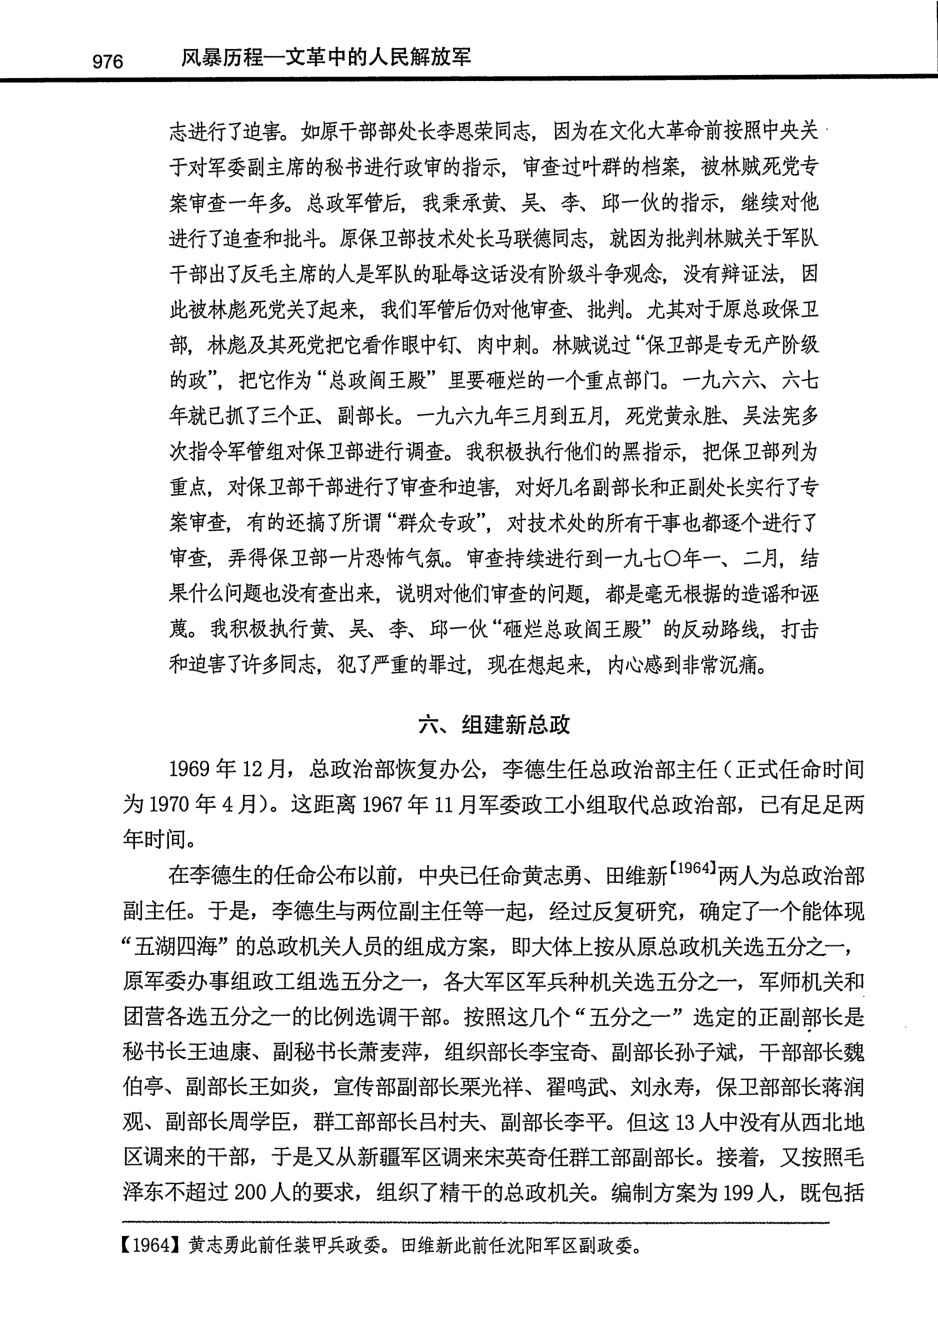 976 风暴历程—文革中的人民解放军
志进行了迫害。如原干部部处长李恩荣同志，因为在文化大革命前按照中央关
于对军委副主席的秘书进行政审的指示，审查过叶群的档案，被林贼死党专
案审查一年多。总政军管后，我秉承黄、吴、李、邱一伙的指示，继续对他
进行了追查和批斗。原保卫部技术处长马联德同志，就因为批判林贼关于军队
干部出了反毛主席的人是军队的耻辱这话没有阶级斗争观念，没有辩证法，因
此被林彪死党关了起来，我们军管后仍对他审查、批判。尤其对于原总政保卫
部，林彪及其死党把它看作眼中钉、肉中刺。林贼说过“保卫部是专无产阶级
的政”，把它作为“总政阎王殿”里要砸烂的一个重点部门。一九六六、六七
年就已抓了三个正、副部长。一九六九年三月到五月，死党黄永胜、吴法宪多
次指令军管组对保卫部进行调查。我积极执行他们的黑指示，把保卫部列为
重点，对保卫部干部进行了审查和迫害，对好几名副部长和正副处长实行了专
案审查，有的还搞了所谓“群众专政”，对技术处的所有干事也都逐个进行了
审查，弄得保卫部一片恐怖气氛。审查持续进行到一九七〇年一、二月，结
果什么问题也没有查出来，说明对他们审查的问题，都是毫无根据的造谣和诬
蔑。我积极执行黄、吴、李、邱一伙“砸烂总政阎王殿”的反动路线，打击
和迫害了许多同志，犯了严重的罪过，现在想起来，内心感到非常沉痛。
六、组建新总政
1969 年 12 月，总政治部恢复办公，李德生任总政治部主任（正式任命时间
为 1970 年 4 月）。这距离 1967 年 11 月军委政工小组取代总政治部，已有足足两
年时间。
在李德生的任命公布以前，中央已任命黄志勇、田维新【1964】两人为总政治部
副主任。于是，李德生与两位副主任等一起，经过反复研究，确定了一个能体现
“五湖四海”的总政机关人员的组成方案，即大体上按从原总政机关选五分之一，
原军委办事组政工组选五分之一，各大军区军兵种机关选五分之一，军师机关和
团营各选五分之一的比例选调干部。按照这几个“五分之一”选定的正副部长是
秘书长王迪康、副秘书长萧麦萍，组织部长李宝奇、副部长孙子斌，干部部长魏
伯亭、副部长王如炎，宣传部副部长栗光祥、翟鸣武、刘永寿，保卫部部长蒋润
观、副部长周学臣，群工部部长吕村夫、副部长李平。但这 13 人中没有从西北地
区调来的干部，于是又从新疆军区调来宋英奇任群工部副部长。接着，又按照毛
泽东不超过 200 人的要求，组织了精干的总政机关。编制方案为 199 人，既包括
【1964】黄志勇此前任装甲兵政委。田维新此前任沈阳军区副政委。